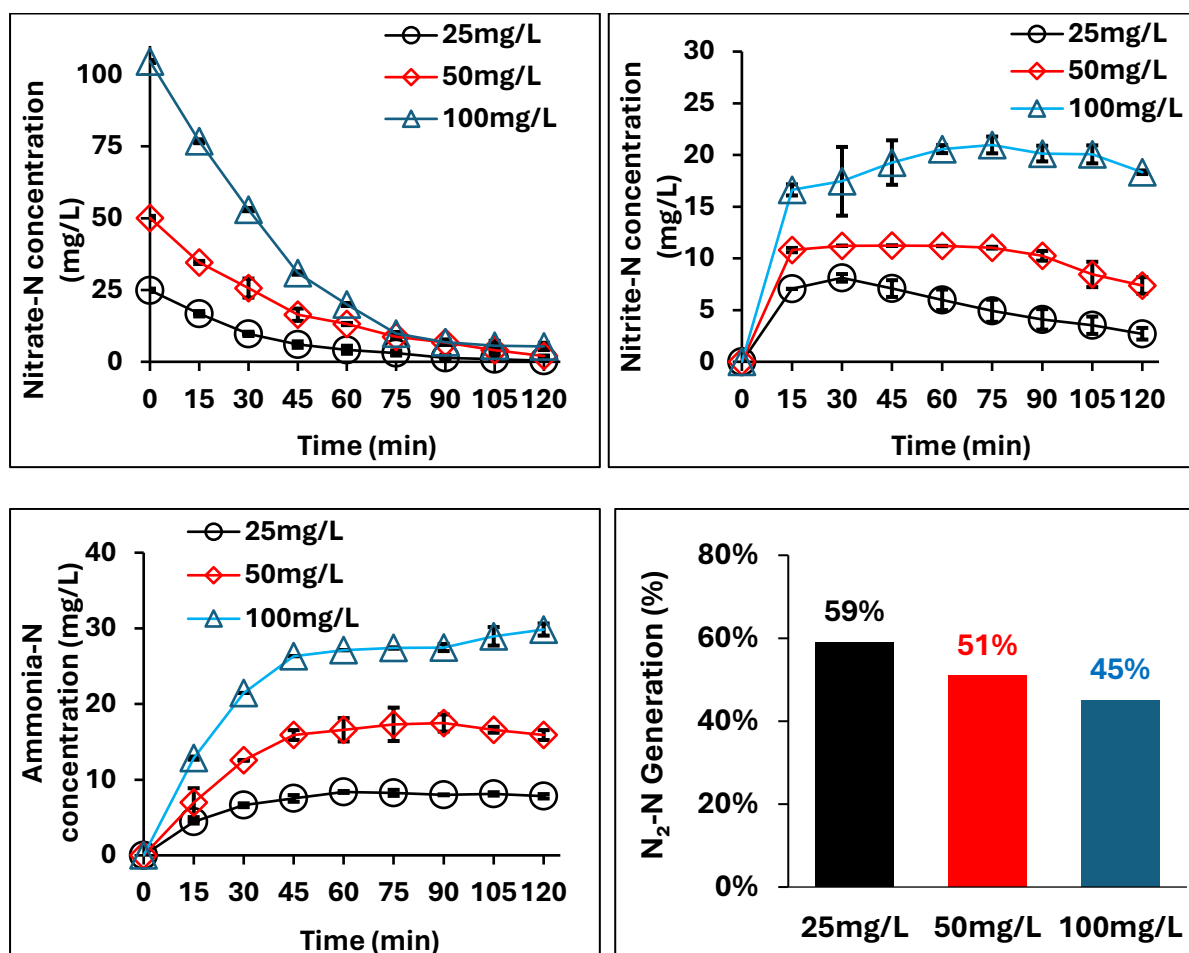 25mg/L
50mg/L
100mg/L
Nitrate-N concentration
(mg/L)
100
75
50
25
0
0 15 30 45 60 75 90 105 120
Time (min)
25mg/L
50mg/L
100mg/L
Nitrite-N concentration
(mg/L)
30
25
20
15
10
5
0
0 15 30 45 60 75 90 105 120
Time (min)
25mg/L
50mg/L
100mg/L
Ammonia-N
concentration (mg/L)
40
30
20
10
0
0 15 30 45 60 75 90 105 120
Time (min)
N₂-N Generation (%)
80%
60%
40%
20%
0%
59%
51%
45%
25mg/L 50mg/L 100mg/L